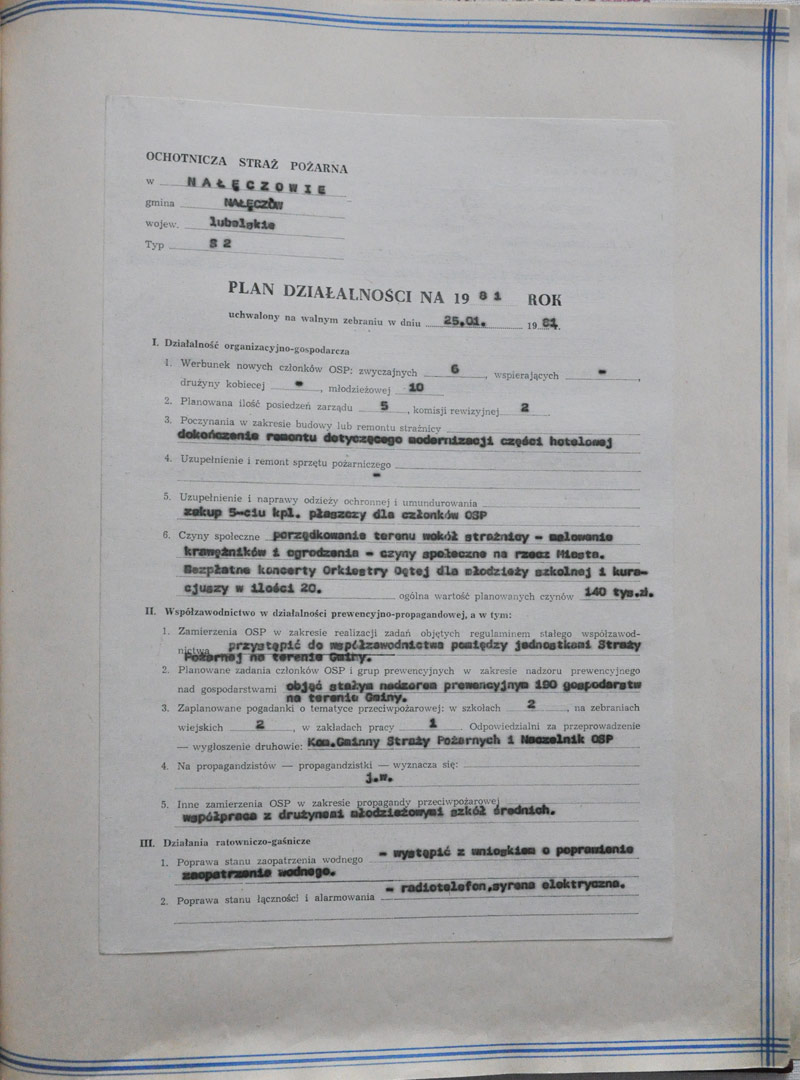 OCHOTNICZA STRAŻ POŻARNA
w NAŁĘCZOWIE
gmina NAŁĘCZÓW
wojew. lubelskie
Typ S 2
PLAN DZIAŁALNOŚCI NA 19 81 ROK
uchwalony na walnym zebraniu w dniu 25.01. 1981.
I. Działalność organizacyjno-gospodarcza
1. Werbunek nowych członków OSP: zwyczajnych 6, wspierających -,
drużyny kobiecej -, młodzieżowej 10
2. Planowana ilość posiedzeń zarządu 5, komisji rewizyjnej 2
3. Poczynania w zakresie budowy lub remontu strażnicy
dokończenie remontu dotyczącego modernizacji części hotelowej
4. Uzupełnienie i remont sprzętu pożarniczego
-
5. Uzupełnienie i naprawy odzieży ochronnej i umundurowania
zakup 5-ciu kpl. płaszczy dla członków OSP
6. Czyny społeczne porządkowanie terenu wokół strażnicy - malowanie
krawężników i ogrodzenia - czyny społeczne na rzecz Miasta.
Bezpłatne koncerty Orkiestry Dętej dla młodzieży szkolnej i kura-
cjuszy w ilości 20. ogólna wartość planowanych czynów 140 tys.zł.
II. Współzawodnictwo w działalności prewencyjno-propagandowej, a w tym:
1. Zamierzenia OSP w zakresie realizacji zadań objętych regulaminem stałego współzawod-
nictwa przystąpić do współzawodnictwa pomiędzy jednostkami Straży
Pożarnej na terenie Gminy.
2. Planowane zadania członków OSP i grup prewencyjnych w zakresie nadzoru prewencyjnego
nad gospodarstwami objąć stałym nadzorem prewencyjnym 190 gospodarstw
na terenie Gminy.
3. Zaplanowane pogadanki o tematyce przeciwpożarowej: w szkołach 2, na zebraniach
wiejskich 2, w zakładach pracy 1 Odpowiedzialni za przeprowadzenie
— wygłoszenie druhowie: Kom.Gminny Straży Pożarnych i Naczelnik OSP
4. Na propagandzistów — propagandzistki — wyznacza się:
j.w.
5. Inne zamierzenia OSP w zakresie propagandy przeciwpożarowej
współpraca z drużynami młodzieżowymi szkół średnich.
III. Działania ratowniczo-gaśnicze
1. Poprawa stanu zaopatrzenia wodnego - wystąpić z wnioskiem o poprawienie
zaopatrzenia wodnego.
2. Poprawa stanu łączności i alarmowania - radiotelefon,syrena elektryczna.